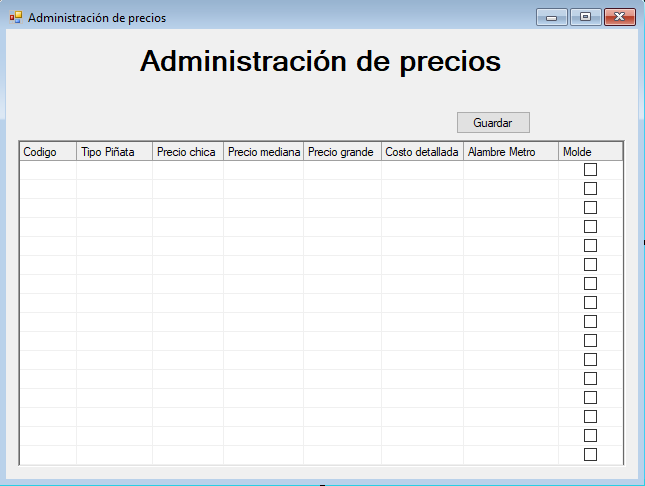 Administración de precios
Administración de precios
Guardar
Codigo Tipo Piñata Precio chica Precio mediana Precio grande Costo detallada Alambre Metro Molde